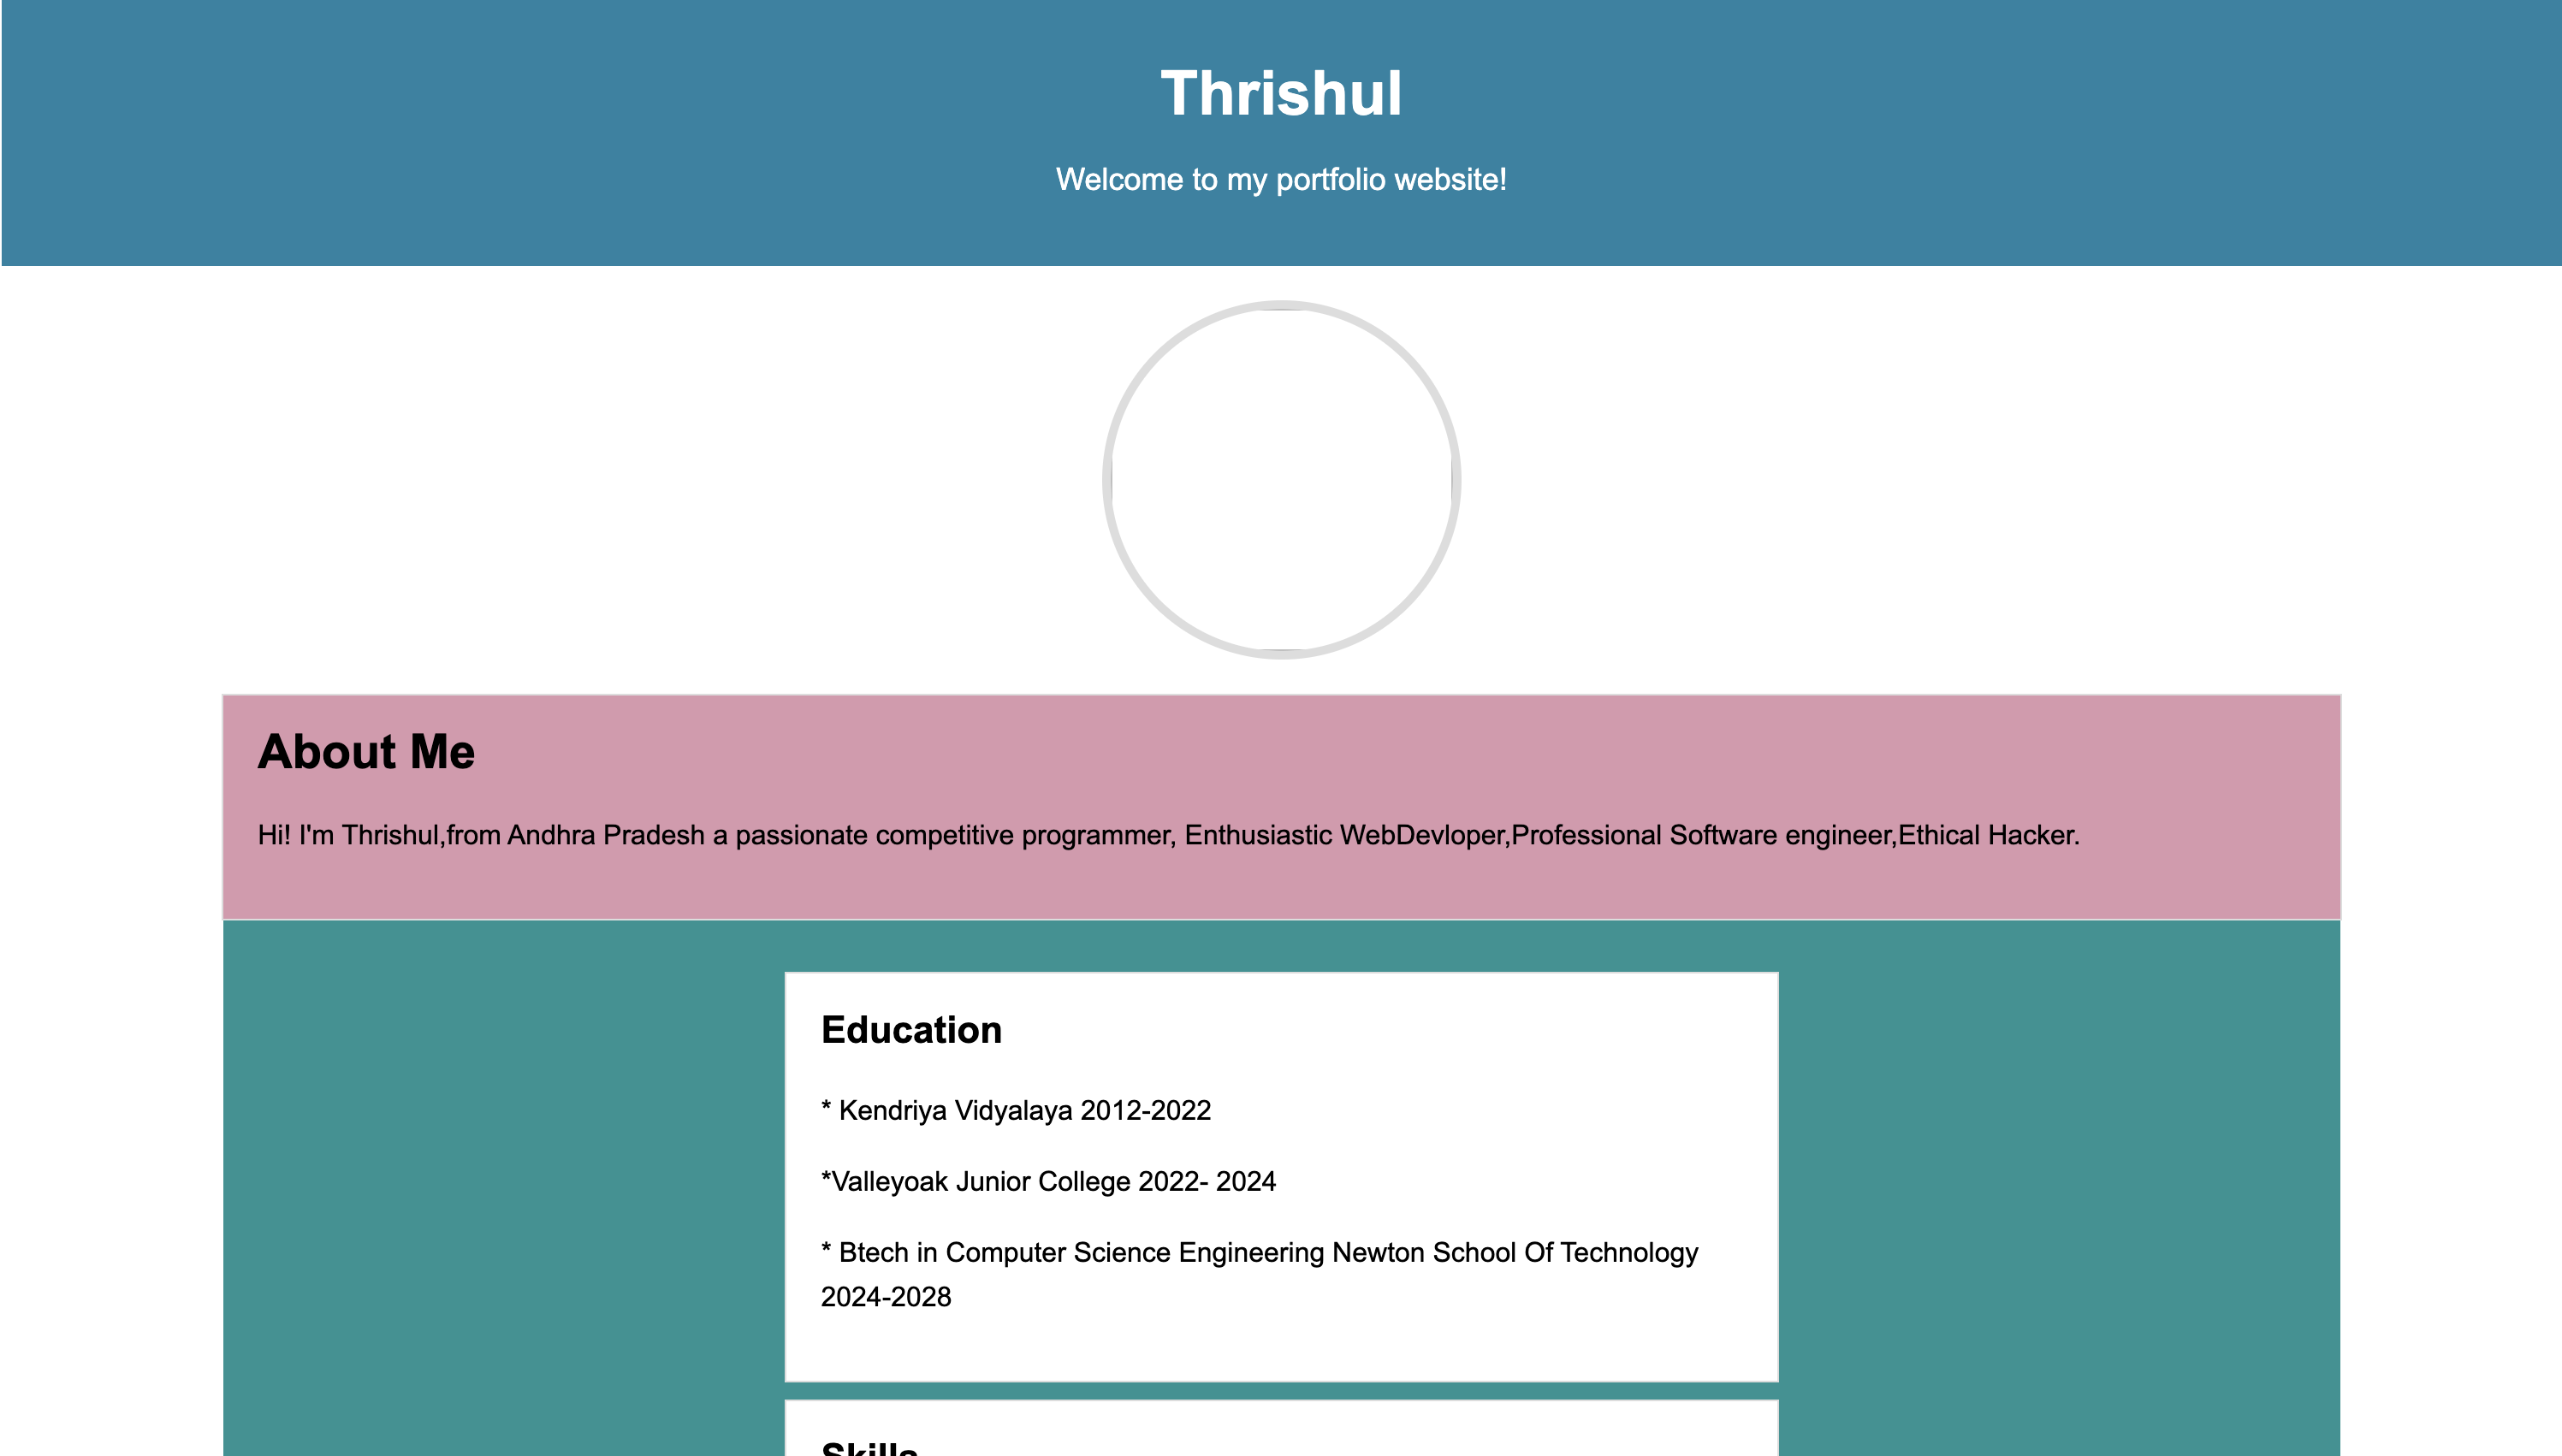 Thrishul
Welcome to my portfolio website!
About Me
Hi! I'm Thrishul,from Andhra Pradesh a passionate competitive programmer, Enthusiastic WebDevloper,Professional Software engineer,Ethical Hacker.
Education
* Kendriya Vidyalaya 2012-2022
*Valleyoak Junior College 2022- 2024
* Btech in Computer Science Engineering Newton School Of Technology
2024-2028
Skills